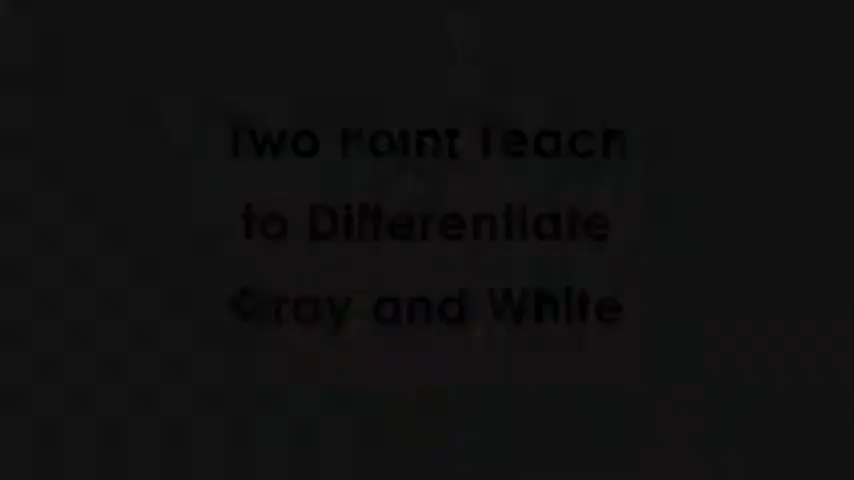 Two Point Teach
to Differentiate
Gray and White